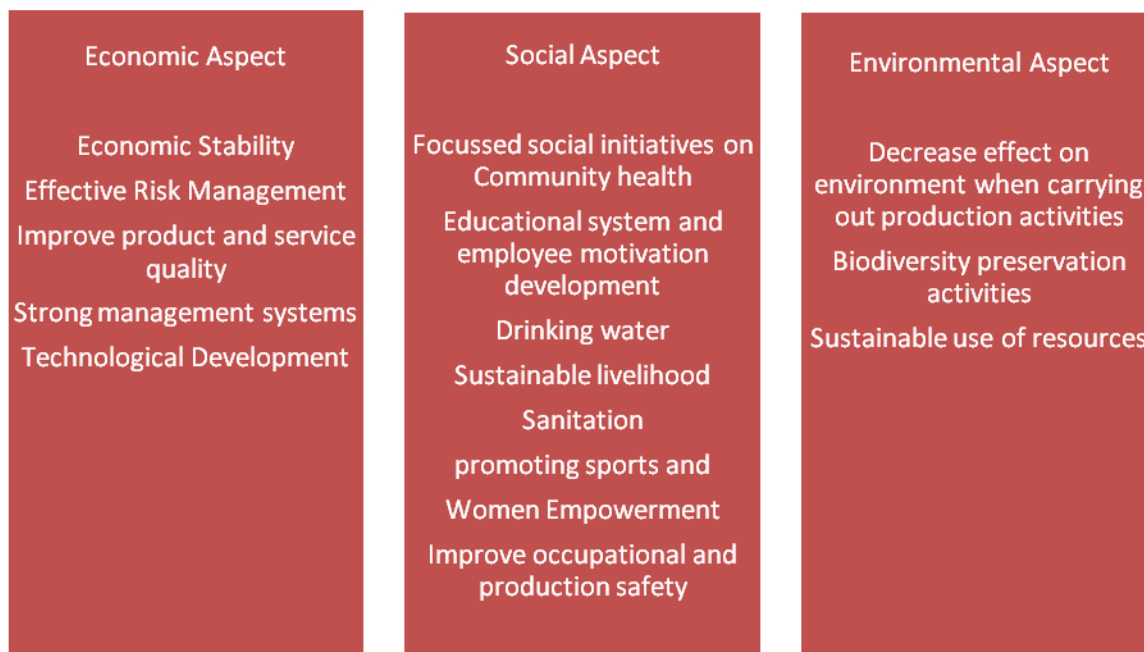 Economic Aspect
Economic Stability
Effective Risk Management
Improve product and service
quality
Strong management systems
Technological Development
Social Aspect
Focussed social initiatives on
Community health
Educational system and
employee motivation
development
Drinking water
Sustainable livelihood
Sanitation
promoting sports and
Women Empowerment
Improve occupational and
production safety
Environmental Aspect
Decrease effect on
environment when carrying
out production activities
Biodiversity preservation
activities
Sustainable use of resources